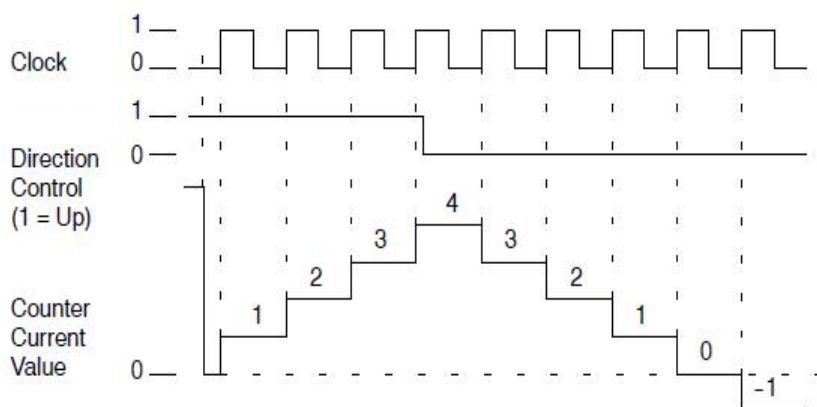 1
Clock 0
1
0
Direction
Control
(1 = Up)
4
3 3
2 2
1 1
Counter
Current
Value 0
0
-1